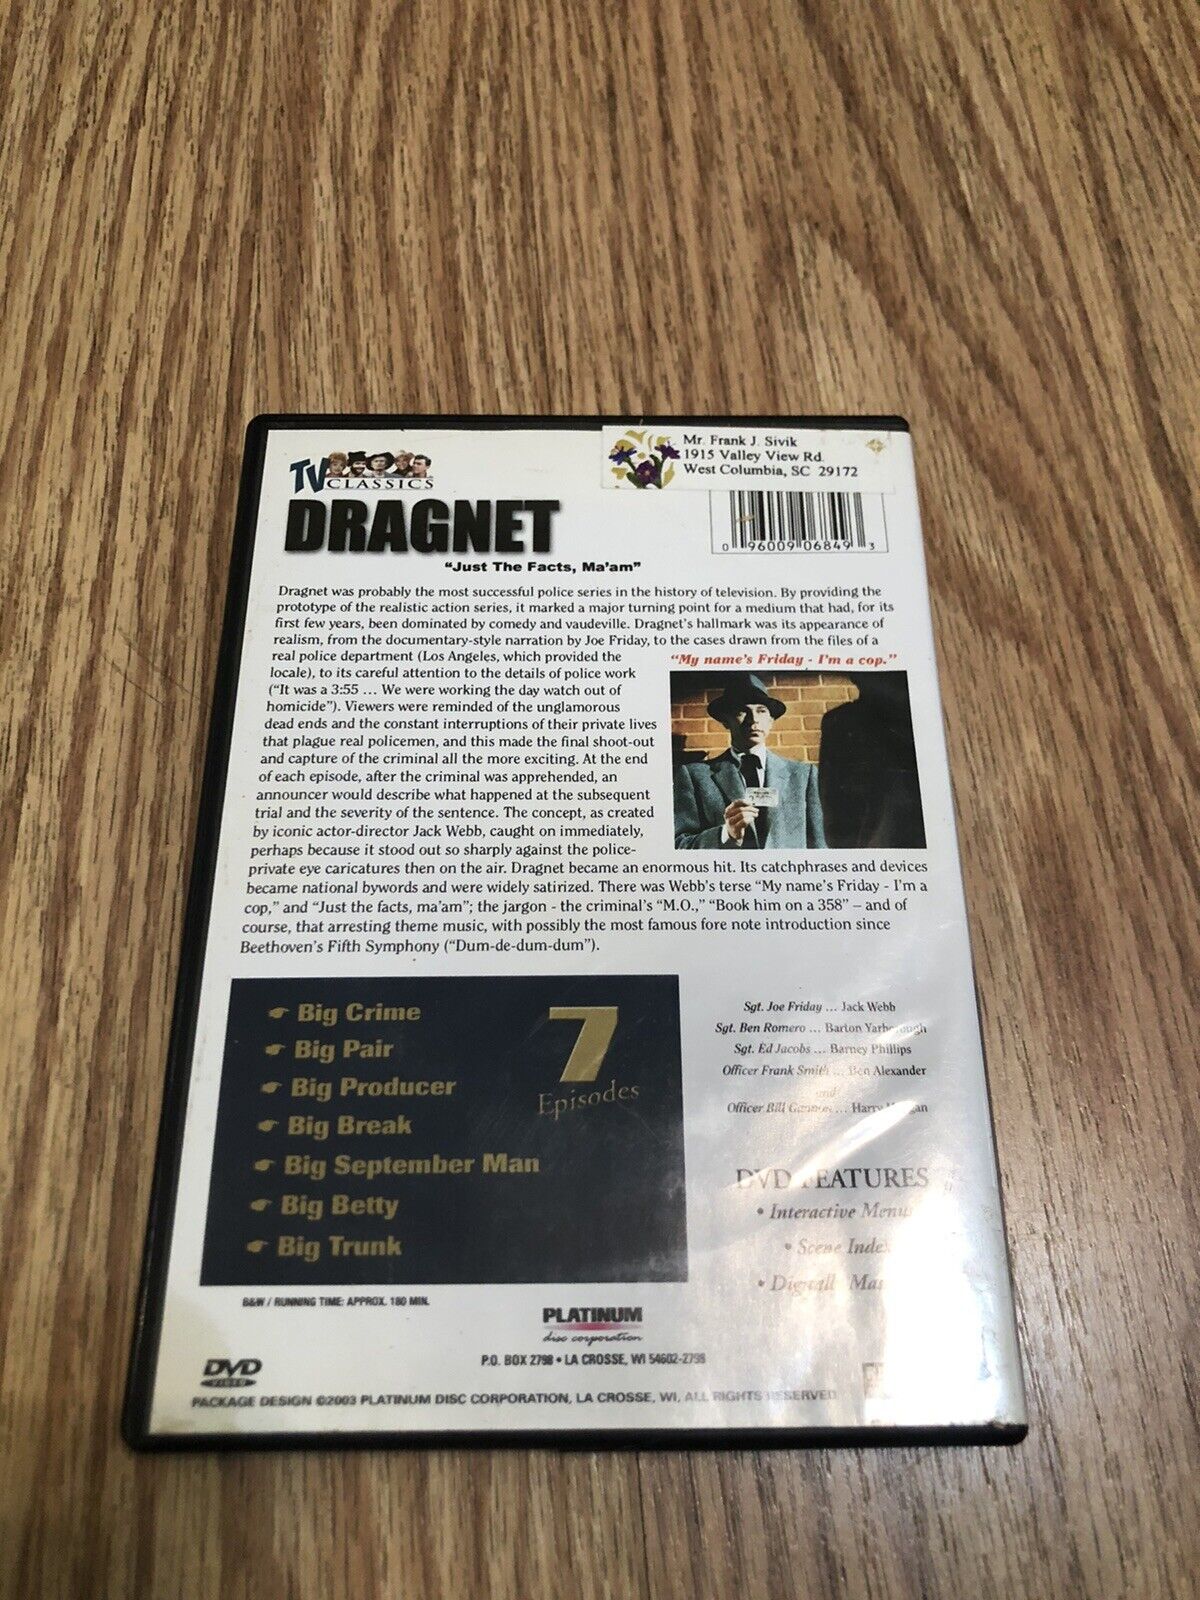 Mr. Frank J. Sivik
1915 Valley View Rd.
West Columbia, SC 29172
TV CLASSICS
DRAGNET
"Just The Facts, Ma'am"
0 96009 06849 3
Dragnet was probably the most successful police series in the history of television. By providing the
prototype of the realistic action series, it marked a major turning point for a medium that had, for its
first few years, been dominated by comedy and vaudeville. Dragnet's hallmark was its appearance of
realism, from the documentary-style narration by Joe Friday, to the cases drawn from the files of a
real police department (Los Angeles, which provided the
locale), to its careful attention to the details of police work
("It was a 3:55 ... We were working the day watch out of
homicide"). Viewers were reminded of the unglamorous
dead ends and the constant interruptions of their private lives
that plague real policemen, and this made the final shoot-out
and capture of the criminal all the more exciting. At the end
of each episode, after the criminal was apprehended, an
announcer would describe what happened at the subsequent
trial and the severity of the sentence. The concept, as created
by iconic actor-director Jack Webb, caught on immediately,
perhaps because it stood out so sharply against the police-
private eye caricatures then on the air. Dragnet became an enormous hit. Its catchphrases and devices
became national bywords and were widely satirized. There was Webb's terse "My name's Friday - I'm a
cop," and "Just the facts, ma'am"; the jargon - the criminal's "M.O.," "Book him on a 358" – and of
course, that arresting theme music, with possibly the most famous fore note introduction since
Beethoven's Fifth Symphony ("Dum-de-dum-dum").
"My name's Friday - I'm a cop."
Big Crime
Big Pair
Big Producer
Big Break
Big September Man
Big Betty
Big Trunk
7
Episodes
Sgt. Joe Friday ... Jack Webb
Sgt. Ben Romero ... Barton Yarborough
Sgt. Ed Jacobs ... Barney Phillips
Officer Frank Smith ... Ben Alexander
and
Officer Bill Gannon ... Harry
DVD FEATURES
• Interactive Menus
• Scene Index
•
B&W / RUNNING TIME: APPROX. 180 MIN.
PLATINUM
disc corporation
P.O. BOX 2798 • LA CROSSE, WI 54602-2798
DVD
VIDEO
PACKAGE DESIGN ©2003 PLATINUM DISC CORPORATION, LA CROSSE, WI, ALL RIGHTS RESERVED